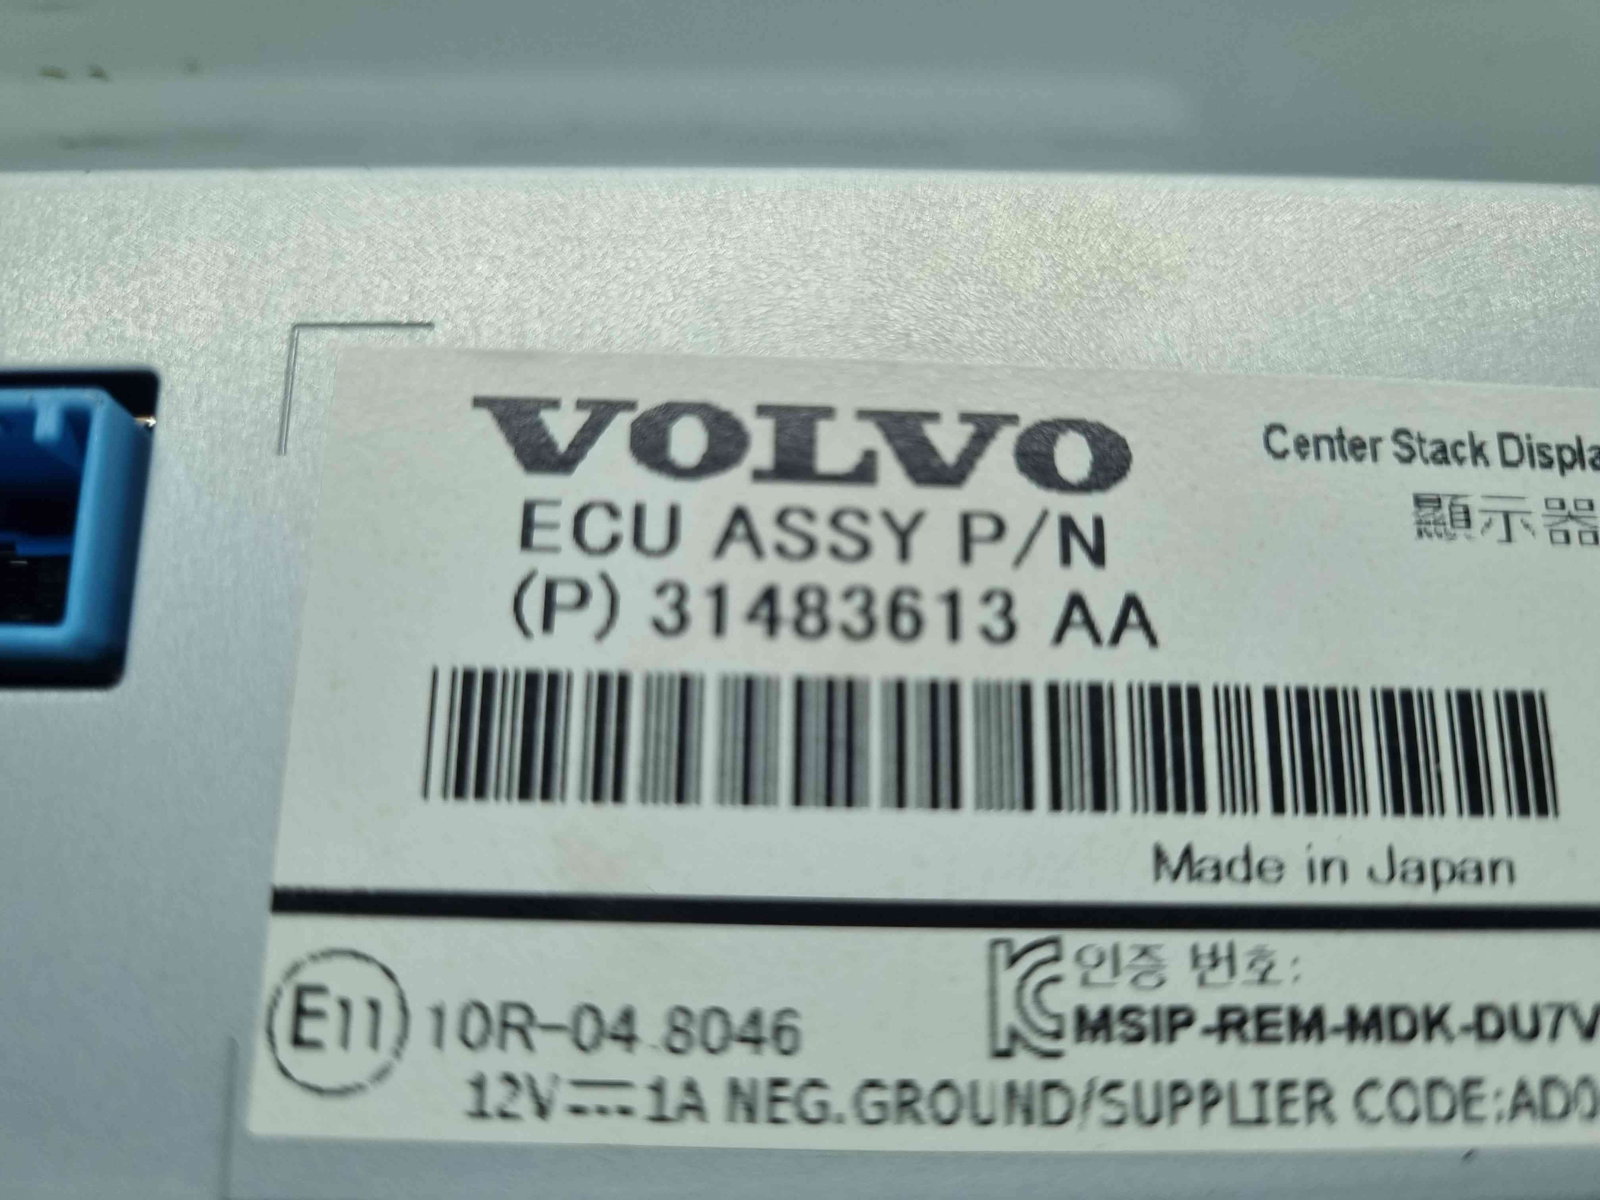 VOLVO
Center Stack
顯示器
ECU ASSY P/N
(P) 31483613 AA
Made in Japan
E11 10R-04 8046
인증 번호:
MSIP-REM-MDK-DU7V
12V 1A NEG.GROUND/SUPPLIER CODE:AD0